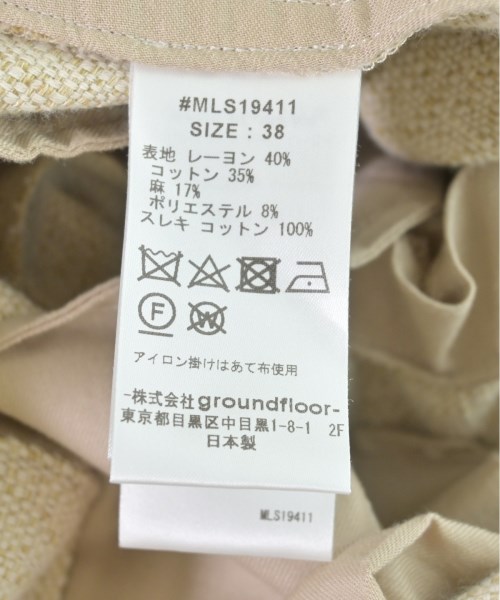 #MLS19411
SIZE : 38
表地 レーヨン 40%
コットン 35%
麻 17%
ポリエステル 8%
スレキ コットン 100%
F W
アイロン掛けはあて布使用
-株式会社groundfloor-
東京都目黒区中目黒1-8-1 2F
日本製
MLS19411